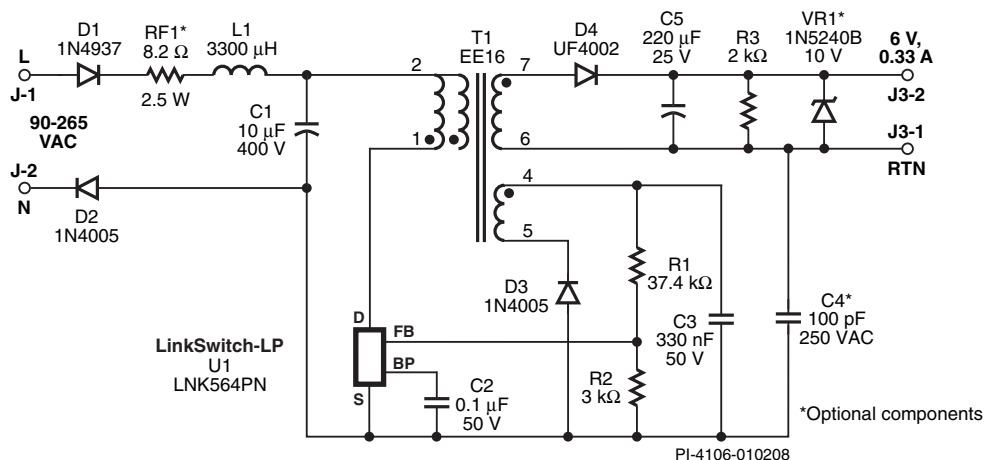 D1
1N4937
RF1*
8.2 Ω
2.5 W
L1
3300 μH
L
J-1
90-265
VAC
J-2
N
D2
1N4005
C1
10 μF
400 V
T1
EE16
2
1
7
6
4
5
D4
UF4002
C5
220 μF
25 V
R3
2 kΩ
VR1*
1N5240B
10 V
6 V,
0.33 A
J3-2
J3-1
RTN
D3
1N4005
R1
37.4 kΩ
C3
330 nF
50 V
C4*
100 pF
250 VAC
LinkSwitch-LP
U1
LNK564PN
D
FB
BP
S
C2
0.1 μF
50 V
R2
3 kΩ
*Optional components
PI-4106-010208